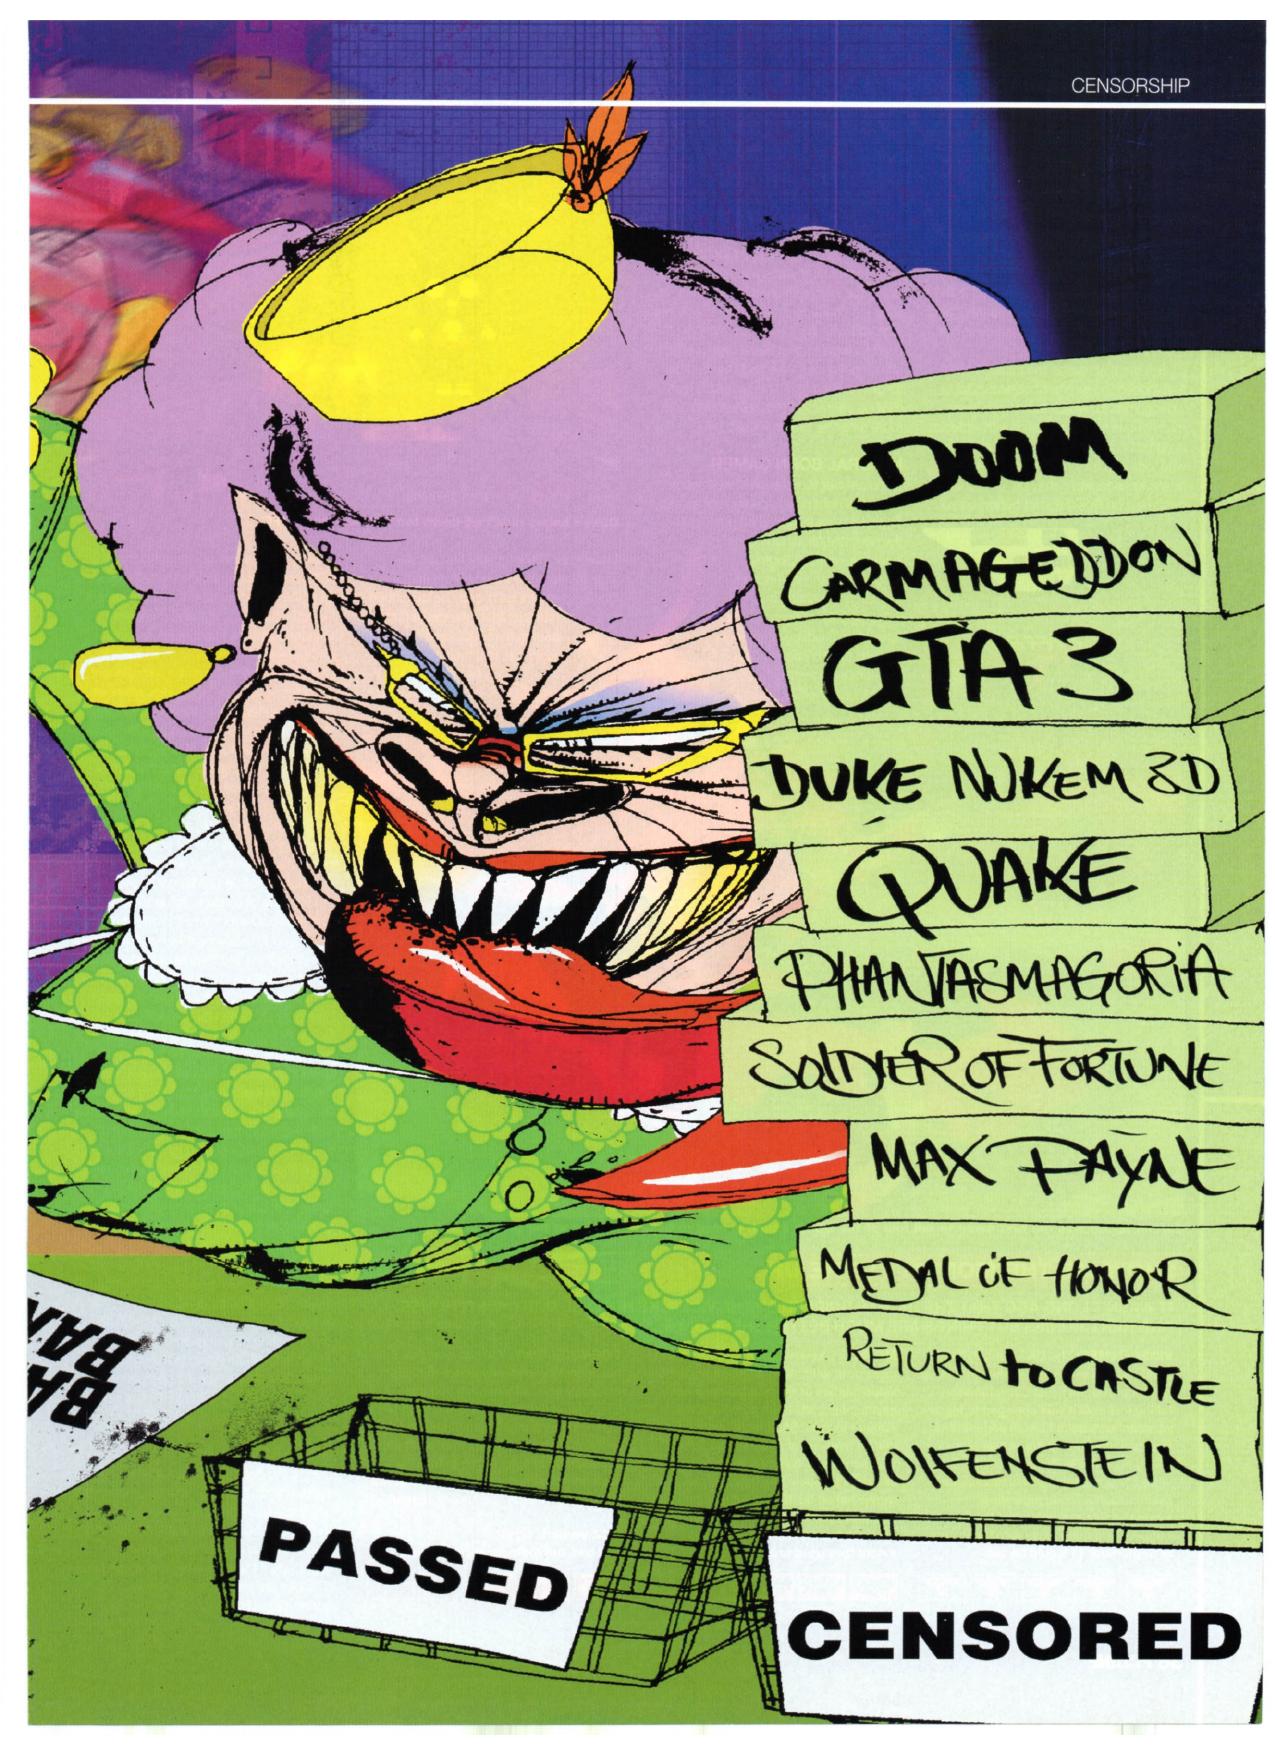 CENSORSHIP
DOOM
CARMAGEDDON
GTA 3
DUKE NUKEM 3D
QUAKE
PHANTASMAGORIA
SOLDIER OF FORTUNE
MAX PAYNE
MEDAL OF HONOR
RETURN to CASTLE
WOLFENSTEIN
PASSED
CENSORED